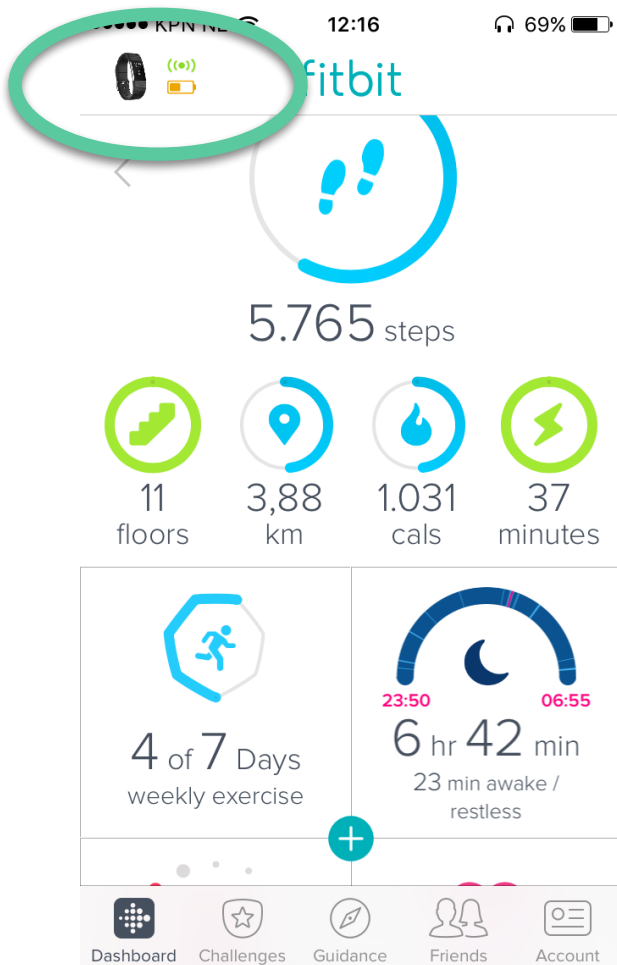 KPN NL 12:16 69%
fitbit
5.765 steps
11 3,88 1.031 37
floors km cals minutes
23:50 06:55
6 hr 42 min
23 min awake /
restless
4 of 7 Days
weekly exercise
Dashboard Challenges Guidance Friends Account